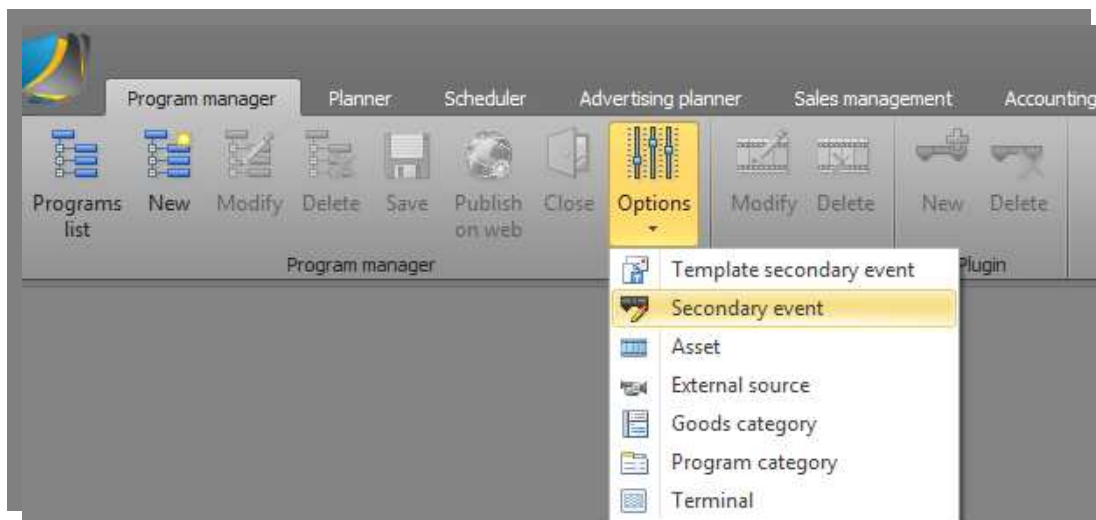 Program manager Planner Scheduler Advertising planner Sales management Accounting
Programs list New Modify Delete Save Publish on web Close Options Modify Delete New Delete
Program manager Plugin
Template secondary event
Secondary event
Asset
External source
Goods category
Program category
Terminal